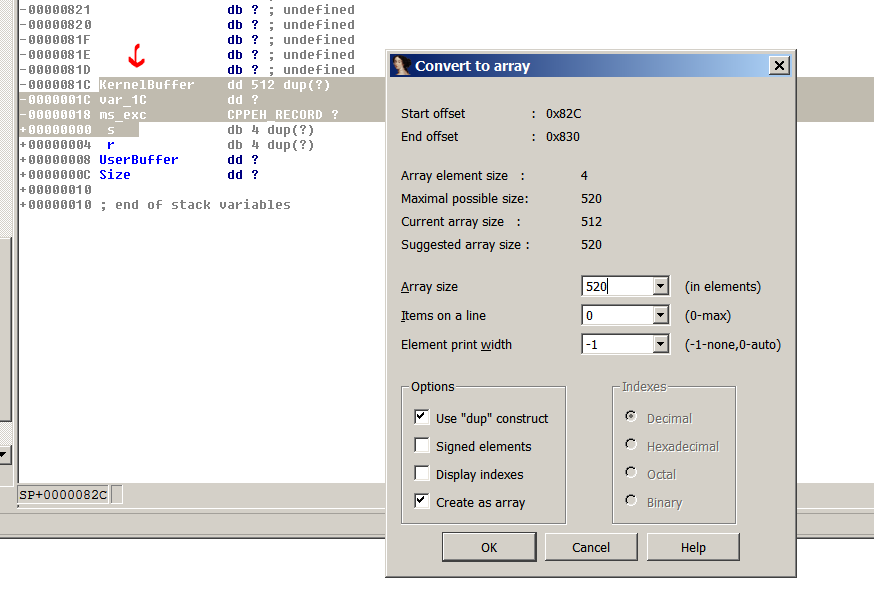 -00000821 db ? ; undefined
-00000820 db ? ; undefined
-0000081F db ? ; undefined
-0000081E db ? ; undefined
-0000081D db ? ; undefined
-0000081C KernelBuffer dd 512 dup(?)
-0000001C var_1C dd ?
-00000018 ms_exc CPPEH_RECORD ?
+00000000 s db 4 dup(?)
+00000004 r db 4 dup(?)
+00000008 UserBuffer dd ?
+0000000C Size dd ?
+00000010
+00000010 ; end of stack variables
SP+0000082C
Convert to array
Start offset : 0x82C
End offset : 0x830
Array element size : 4
Maximal possible size: 520
Current array size : 512
Suggested array size : 520
Array size 520 (in elements)
Items on a line 0 (0-max)
Element print width -1 (-1-none,0-auto)
Options
Use "dup" construct
Signed elements
Display indexes
Create as array
Indexes
Decimal
Hexadecimal
Octal
Binary
OK Cancel Help